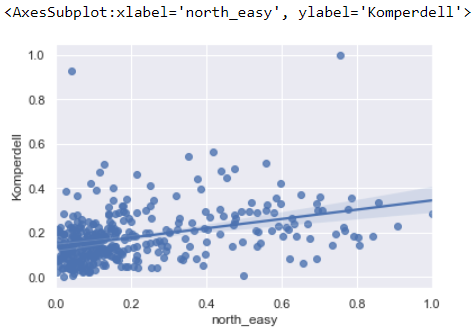 <AxesSubplot:xlabel='north_easy', ylabel='Komperdell'>
1.0
0.8
0.6
0.4
0.2
0.0
Komperdell
0.0 0.2 0.4 0.6 0.8 1.0
north_easy